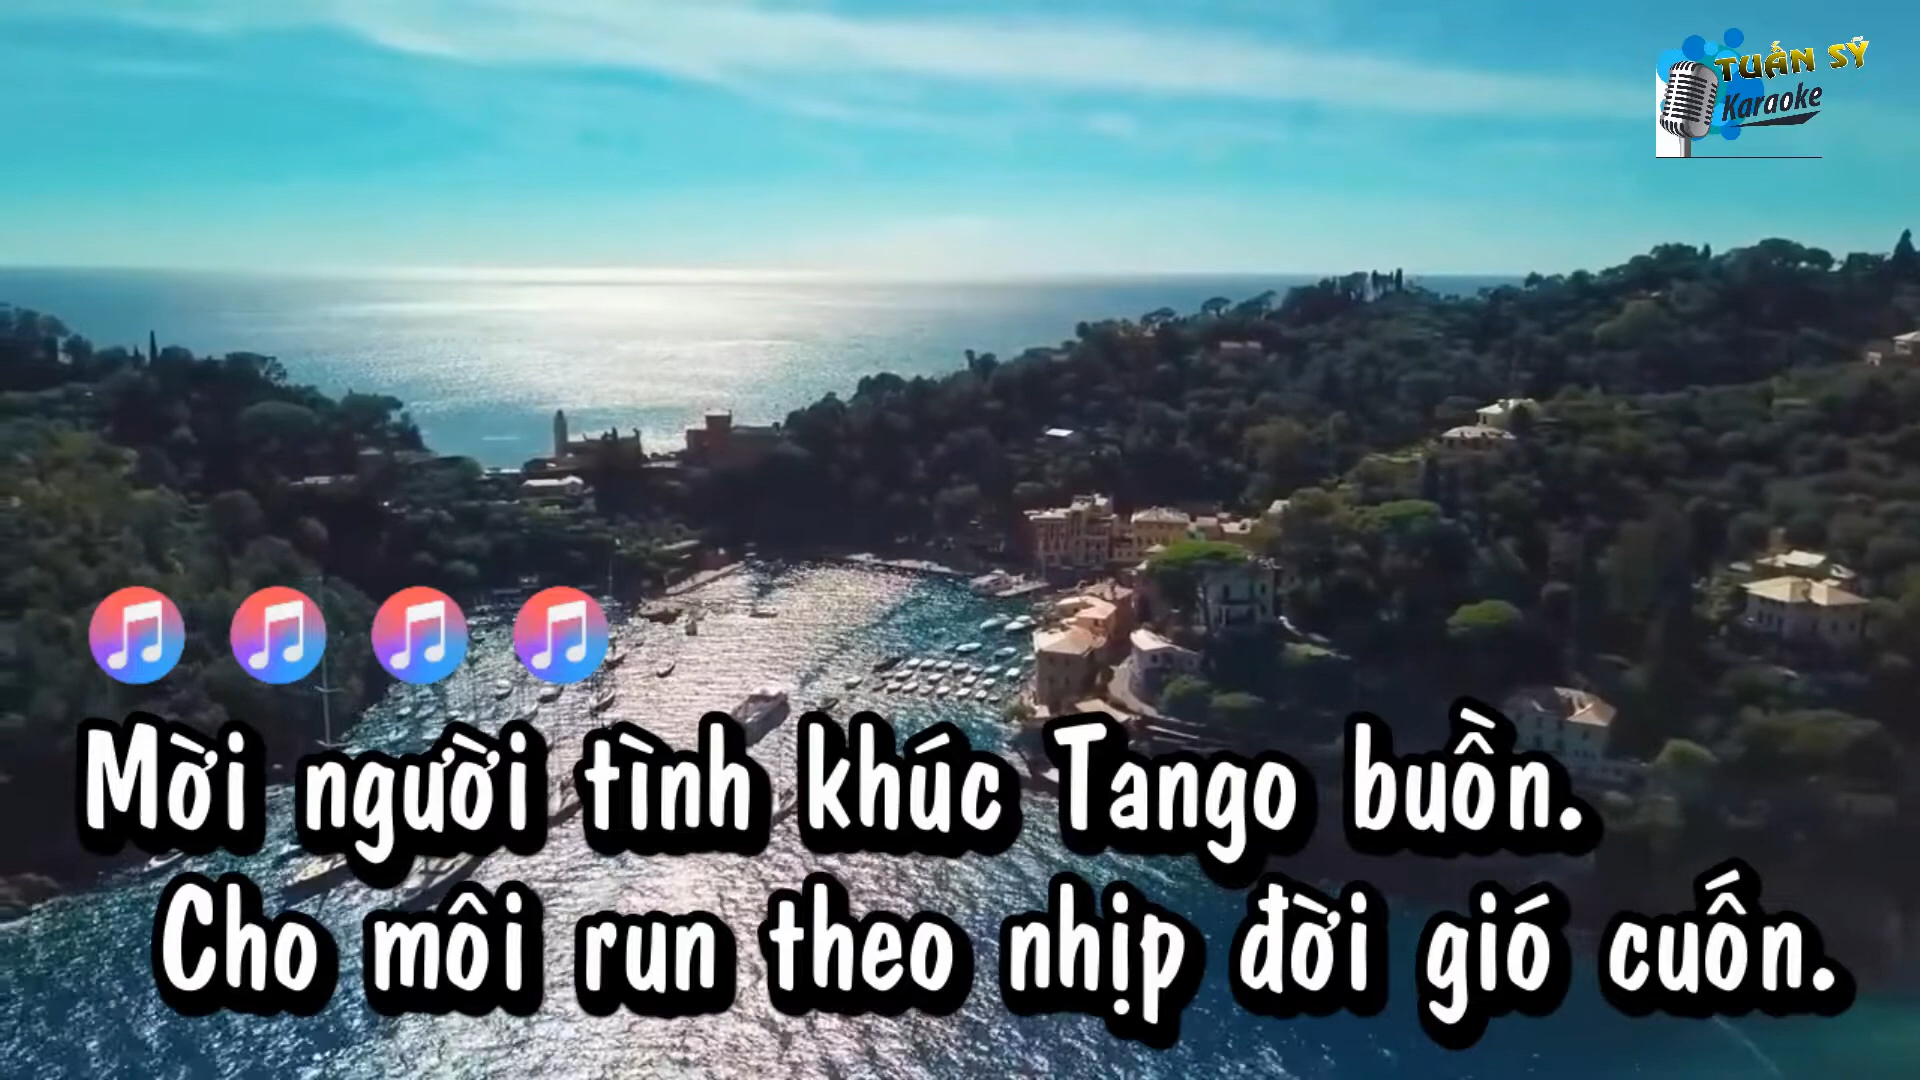 TUẤN SỸ
Karaoke
Mời người tình khúc Tango buồn.
Cho môi run theo nhịp đời gió cuốn.